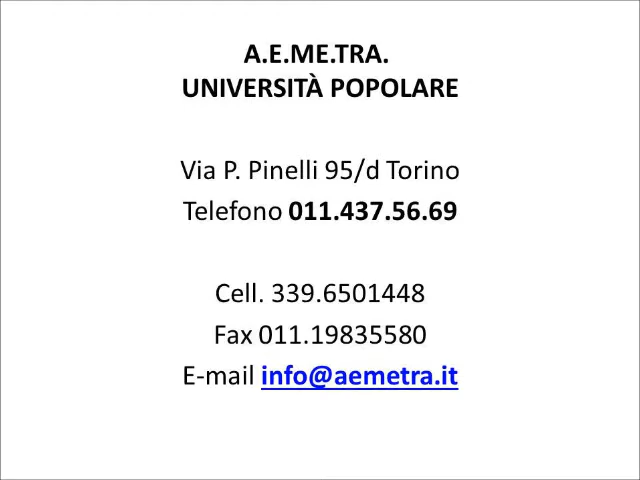 A.E.ME.TRA.
UNIVERSITÀ POPOLARE
Via P. Pinelli 95/d Torino
Telefono 011.437.56.69
Cell. 339.6501448
Fax 011.19835580
E-mail info@aemetra.it